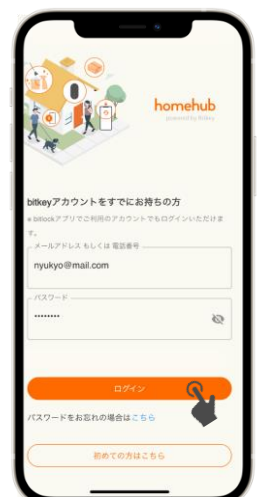 homehub
powered by Bitkey
bitkeyアカウントをすでにお持ちの方
※ bitlockアプリでご利用のアカウントでもログインいただけま
す。
メールアドレス もしくは 電話番号
nyukyo@mail.com
パスワード
••••••••
ログイン
パスワードをお忘れの場合はこちら
初めての方はこちら